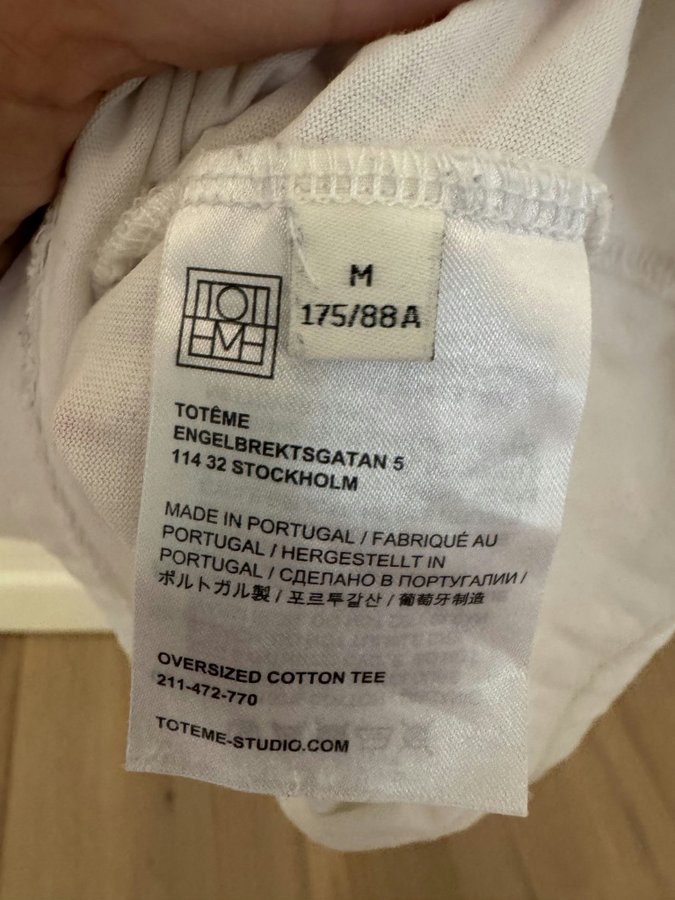 M
175/88A
TOTÊME
TOTÊME
ENGELBREKTSGATAN 5
114 32 STOCKHOLM
MADE IN PORTUGAL / FABRIQUÉ AU
PORTUGAL / HERGESTELLT IN
PORTUGAL / СДЕЛАНО В ПОРТУГАЛИИ /
ポルトガル製 / 포르투갈산 / 葡萄牙制造
OVERSIZED COTTON TEE
211-472-770
TOTEME-STUDIO.COM